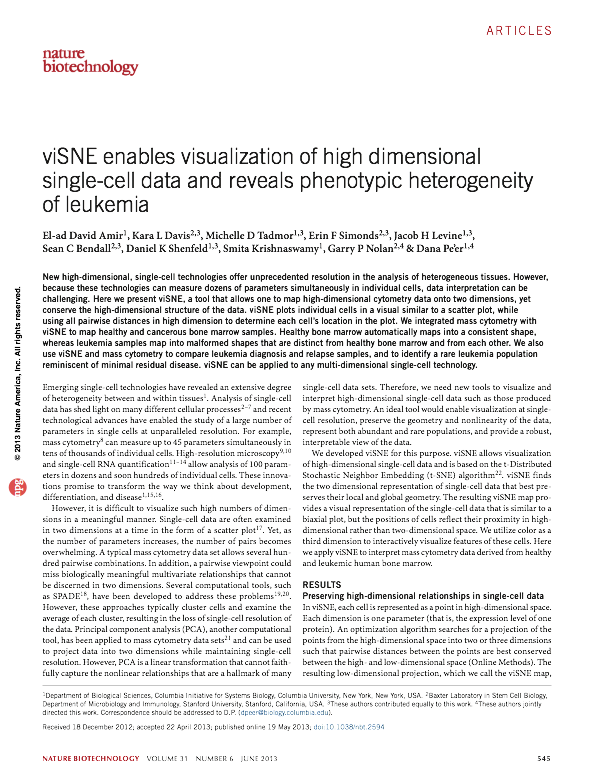 ARTICLES
nature
biotechnology
viSNE enables visualization of high dimensional
single-cell data and reveals phenotypic heterogeneity
of leukemia
El-ad David Amir1, Kara L Davis2,3, Michelle D Tadmor1,3, Erin F Simonds2,3, Jacob H Levine1,3,
Sean C Bendall2,3, Daniel K Shenfeld1,3, Smita Krishnaswamy1, Garry P Nolan2,4 & Dana Pe'er1,4
New high-dimensional, single-cell technologies offer unprecedented resolution in the analysis of heterogeneous tissues. However,
because these technologies can measure dozens of parameters simultaneously in individual cells, data interpretation can be
challenging. Here we present viSNE, a tool that allows one to map high-dimensional cytometry data onto two dimensions, yet
conserve the high-dimensional structure of the data. viSNE plots individual cells in a visual similar to a scatter plot, while
using all pairwise distances in high dimension to determine each cell's location in the plot. We integrated mass cytometry with
viSNE to map healthy and cancerous bone marrow samples. Healthy bone marrow automatically maps into a consistent shape,
whereas leukemia samples map into malformed shapes that are distinct from healthy bone marrow and from each other. We also
use viSNE and mass cytometry to compare leukemia diagnosis and relapse samples, and to identify a rare leukemia population
reminiscent of minimal residual disease. viSNE can be applied to any multi-dimensional single-cell technology.
Emerging single-cell technologies have revealed an extensive degree
of heterogeneity between and within tissues1. Analysis of single-cell
data has shed light on many different cellular processes2–7 and recent
technological advances have enabled the study of a large number of
parameters in single cells at unparalleled resolution. For example,
mass cytometry8 can measure up to 45 parameters simultaneously in
tens of thousands of individual cells. High-resolution microscopy9,10
and single-cell RNA quantification11–14 allow analysis of 100 param-
eters in dozens and soon hundreds of individual cells. These innova-
tions promise to transform the way we think about development,
differentiation, and disease1,15,16.
However, it is difficult to visualize such high numbers of dimen-
sions in a meaningful manner. Single-cell data are often examined
in two dimensions at a time in the form of a scatter plot17. Yet, as
the number of parameters increases, the number of pairs becomes
overwhelming. A typical mass cytometry data set allows several hun-
dred pairwise combinations. In addition, a pairwise viewpoint could
miss biologically meaningful multivariate relationships that cannot
be discerned in two dimensions. Several computational tools, such
as SPADE18, have been developed to address these problems19,20.
However, these approaches typically cluster cells and examine the
average of each cluster, resulting in the loss of single-cell resolution of
the data. Principal component analysis (PCA), another computational
tool, has been applied to mass cytometry data sets21 and can be used
to project data into two dimensions while maintaining single-cell
resolution. However, PCA is a linear transformation that cannot faith-
fully capture the nonlinear relationships that are a hallmark of many
single-cell data sets. Therefore, we need new tools to visualize and
interpret high-dimensional single-cell data such as those produced
by mass cytometry. An ideal tool would enable visualization at single-
cell resolution, preserve the geometry and nonlinearity of the data,
represent both abundant and rare populations, and provide a robust,
interpretable view of the data.
We developed viSNE for this purpose. viSNE allows visualization
of high-dimensional single-cell data and is based on the t-Distributed
Stochastic Neighbor Embedding (t-SNE) algorithm22. viSNE finds
the two dimensional representation of single-cell data that best pre-
serves their local and global geometry. The resulting viSNE map pro-
vides a visual representation of the single-cell data that is similar to a
biaxial plot, but the positions of cells reflect their proximity in high-
dimensional rather than two-dimensional space. We utilize color as a
third dimension to interactively visualize features of these cells. Here
we apply viSNE to interpret mass cytometry data derived from healthy
and leukemic human bone marrow.
RESULTS
Preserving high-dimensional relationships in single-cell data
In viSNE, each cell is represented as a point in high-dimensional space.
Each dimension is one parameter (that is, the expression level of one
protein). An optimization algorithm searches for a projection of the
points from the high-dimensional space into two or three dimensions
such that pairwise distances between the points are best conserved
between the high- and low-dimensional space (Online Methods). The
resulting low-dimensional projection, which we call the viSNE map,
1Department of Biological Sciences, Columbia Initiative for Systems Biology, Columbia University, New York, New York, USA. 2Baxter Laboratory in Stem Cell Biology,
Department of Microbiology and Immunology, Stanford University, Stanford, California, USA. 3These authors contributed equally to this work. 4These authors jointly
directed this work. Correspondence should be addressed to D.P. (dpeer@biology.columbia.edu).
Received 18 December 2012; accepted 22 April 2013; published online 19 May 2013; doi:10.1038/nbt.2594
NATURE BIOTECHNOLOGY VOLUME 31 NUMBER 6 JUNE 2013 545
npg © 2013 Nature America, Inc. All rights reserved.